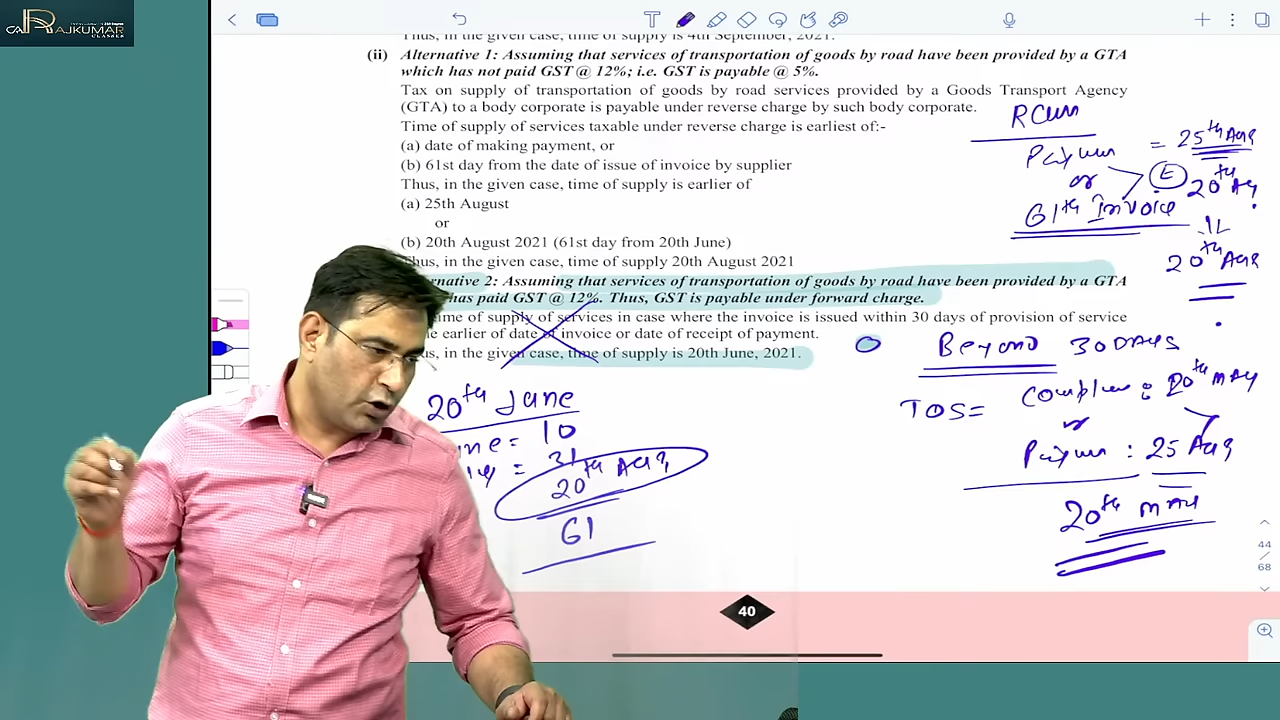 CA RAJKUMAR
CLASSES
Thus, in the given case, time of supply is 4th September, 2021.
(ii) Alternative 1: Assuming that services of transportation of goods by road have been provided by a GTA
which has not paid GST @ 12%; i.e. GST is payable @ 5%.
Tax on supply of transportation of goods by road services provided by a Goods Transport Agency
(GTA) to a body corporate is payable under reverse charge by such body corporate.
Time of supply of services taxable under reverse charge is earliest of:-
(a) date of making payment, or
(b) 61st day from the date of issue of invoice by supplier
Thus, in the given case, time of supply is earlier of
(a) 25th August
or
(b) 20th August 2021 (61st day from 20th June)
hus, in the given case, time of supply 20th August 2021
rnative 2: Assuming that services of transportation of goods by road have been provided by a GTA
has paid GST @ 12%. Thus, GST is payable under forward charge.
ime of supply of services in case where the invoice is issued within 30 days of provision of service
e earlier of date of invoice or date of receipt of payment.
us, in the given case, time of supply is 20th June, 2021.
RCM
= 25th Aug
or
E
20th Aug
61th Invoice
20th Aug
Beyond 30 DAYS
TOS=
: 20th MAY
or
: 25 Aug
20th MAY
20th June
ne = 10
= 31
20th Aug
61
40
44
68